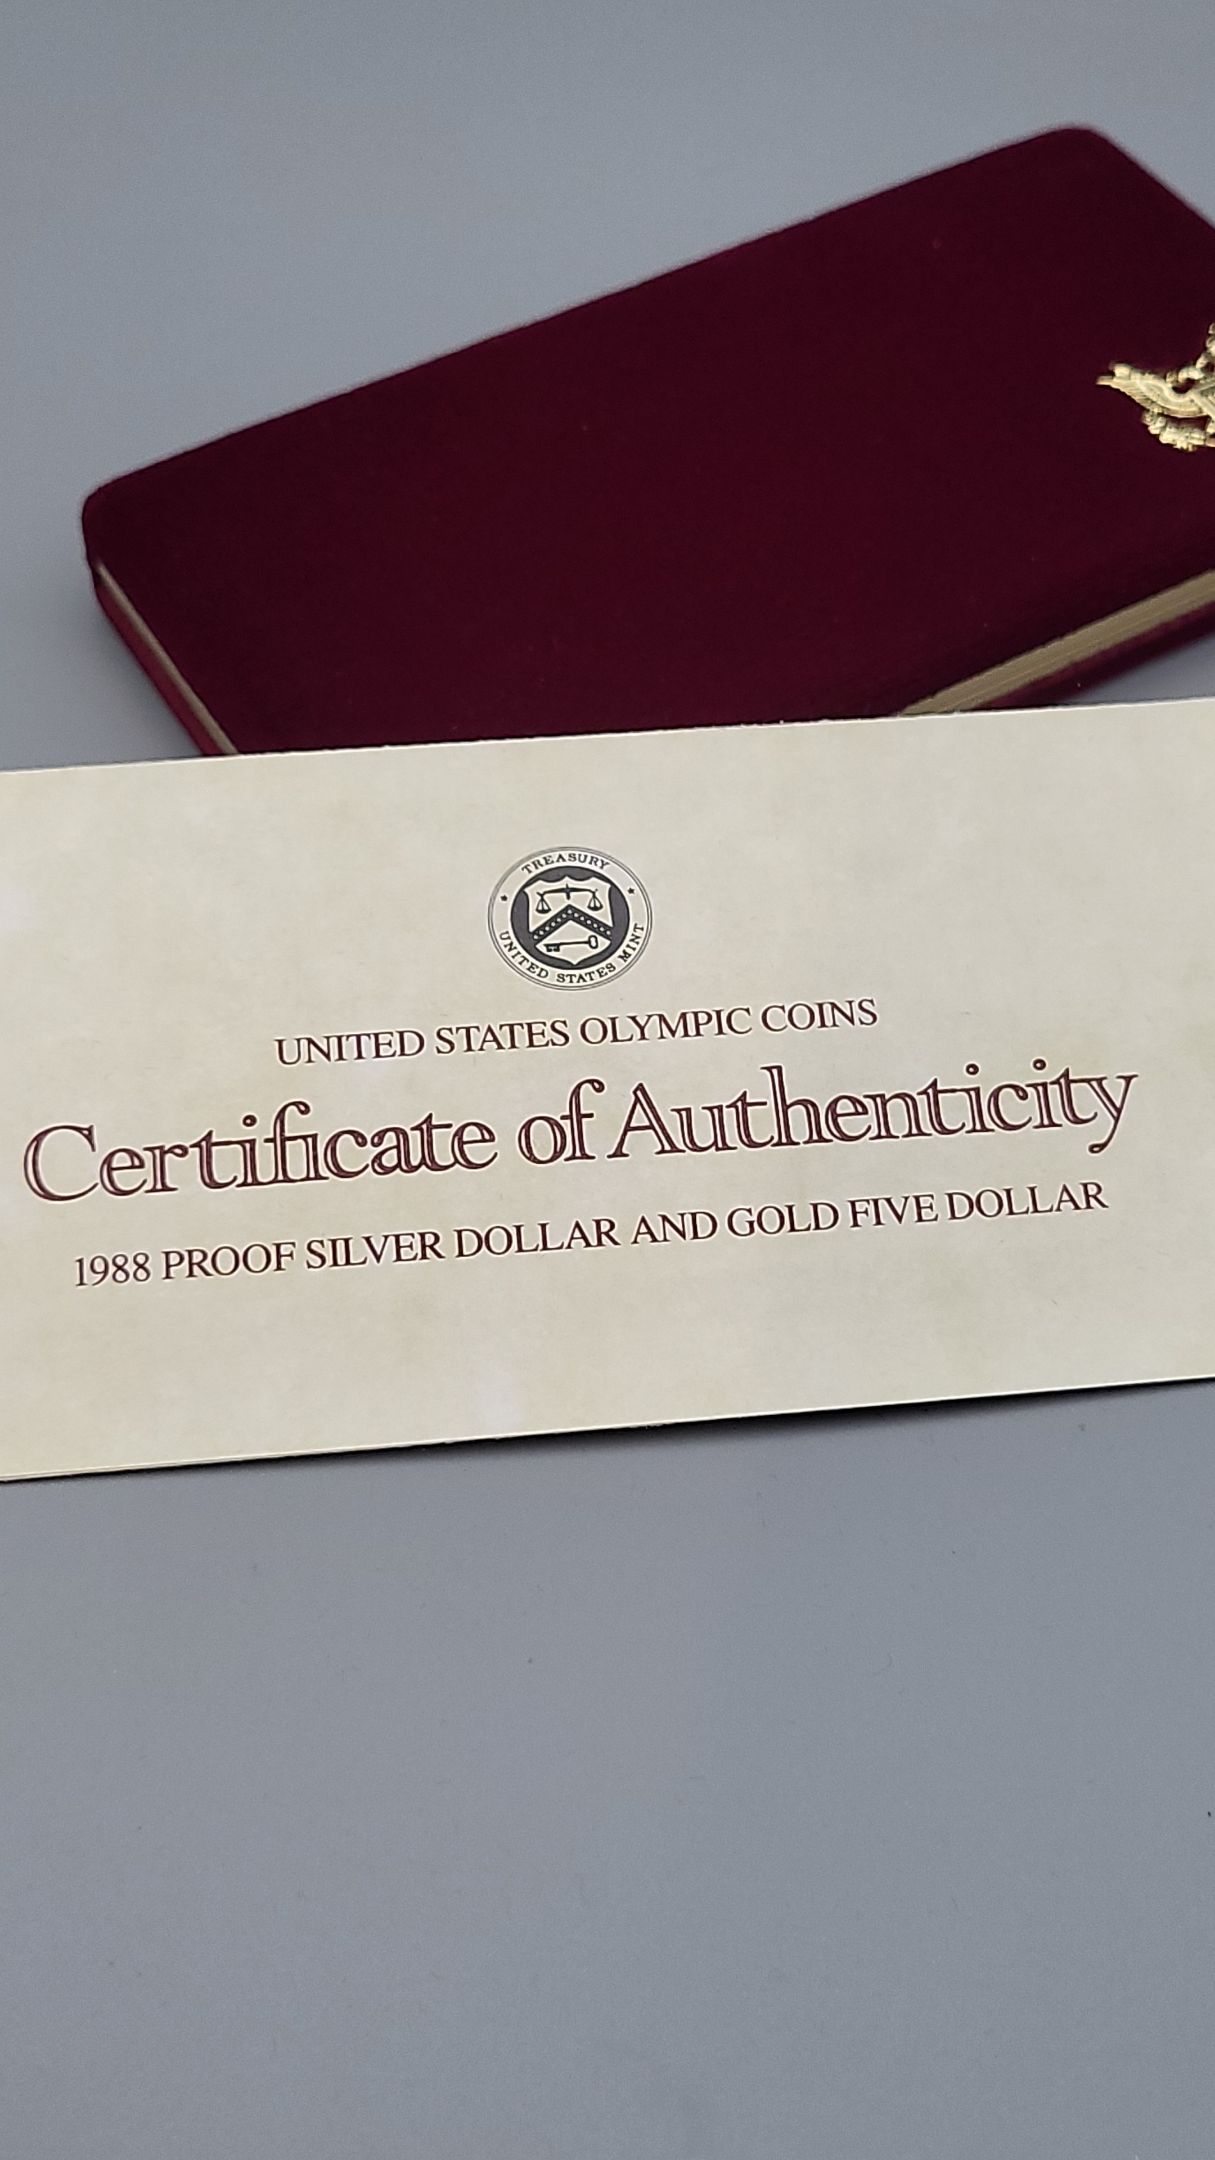 TREASURY
UNITED STATES MINT
UNITED STATES OLYMPIC COINS
Certificate of Authenticity
1988 PROOF SILVER DOLLAR AND GOLD FIVE DOLLAR